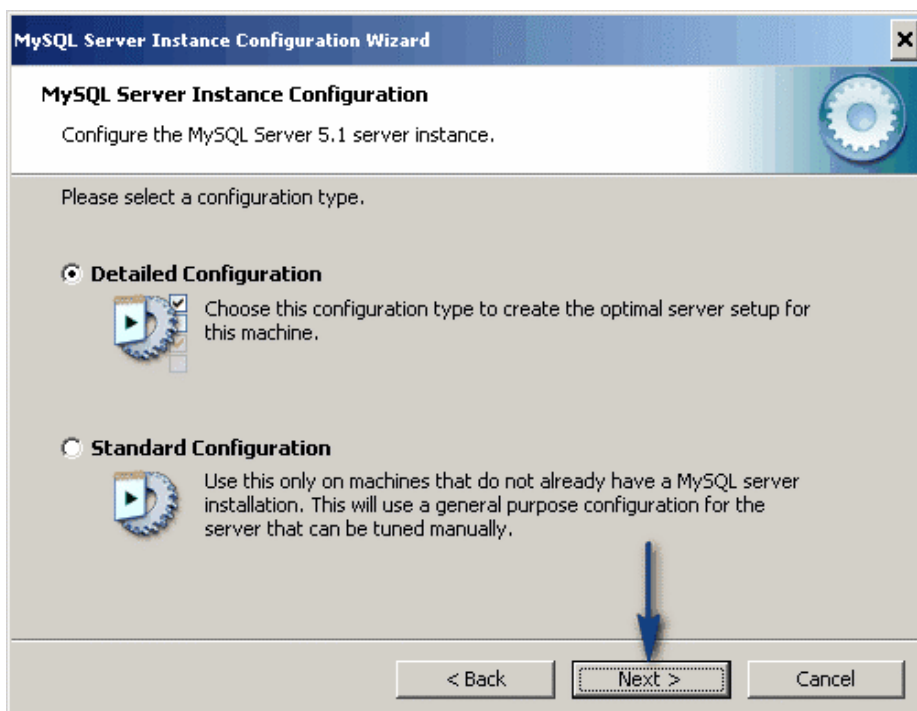 MySQL Server Instance Configuration Wizard
MySQL Server Instance Configuration
Configure the MySQL Server 5.1 server instance.
Please select a configuration type.
Detailed Configuration
Choose this configuration type to create the optimal server setup for
this machine.
Standard Configuration
Use this only on machines that do not already have a MySQL server
installation. This will use a general purpose configuration for the
server that can be tuned manually.
< Back
Next >
Cancel